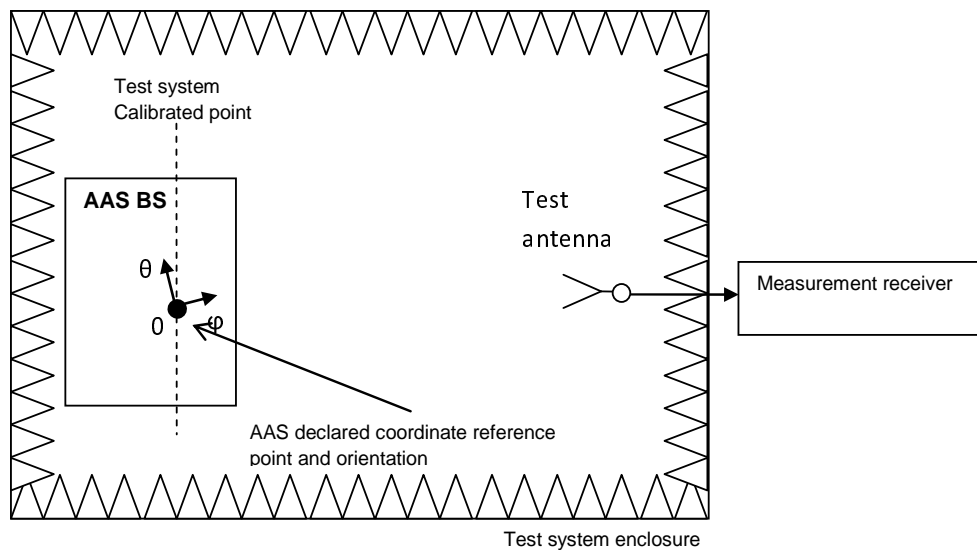 Test system
Calibrated point
AAS BS
Test
antenna
θ
Measurement receiver
0 φ
AAS declared coordinate reference
point and orientation
Test system enclosure